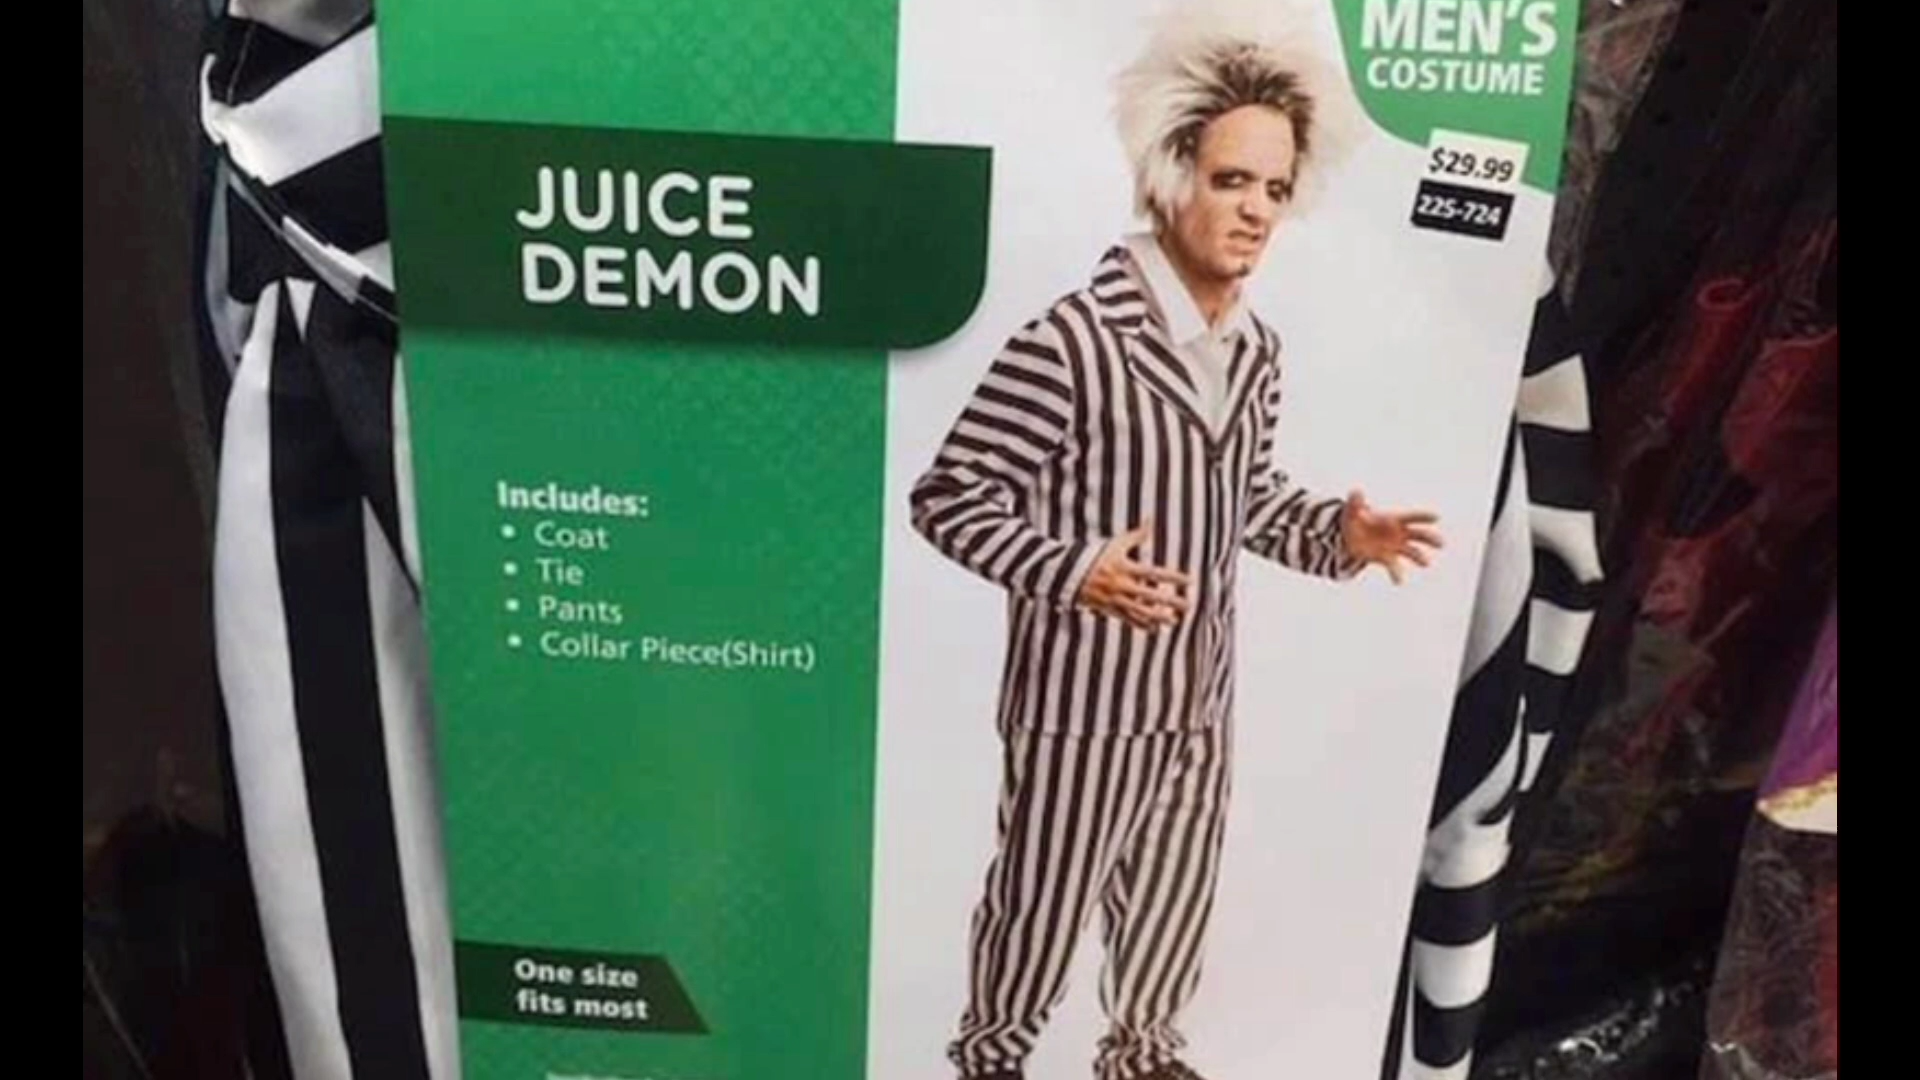 MEN'S
COSTUME
$29.99
225-724
JUICE
DEMON
Includes:
• Coat
• Tie
• Pants
• Collar Piece(Shirt)
One size
fits most